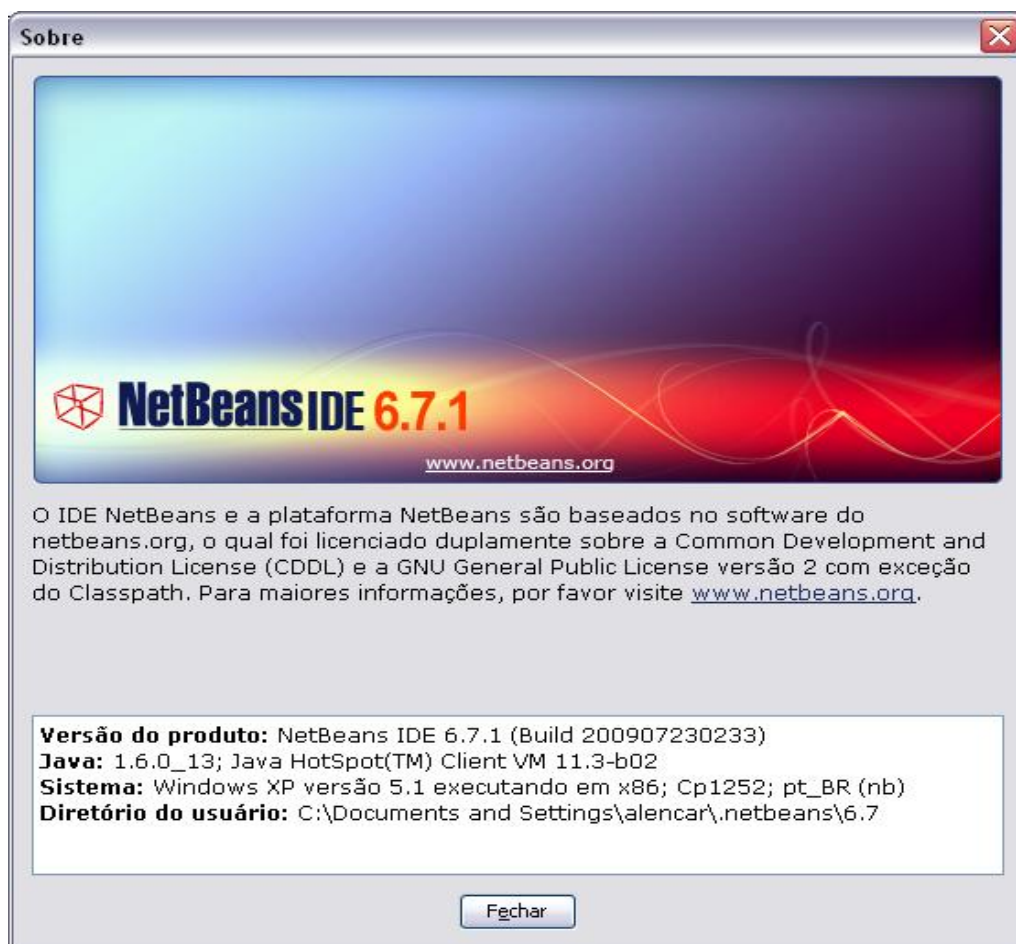 Sobre
NetBeans IDE 6.7.1
www.netbeans.org
O IDE NetBeans e a plataforma NetBeans são baseados no software do
netbeans.org, o qual foi licenciado duplamente sobre a Common Development and
Distribution License (CDDL) e a GNU General Public License versão 2 com exceção
do Classpath. Para maiores informações, por favor visite www.netbeans.org.
Versão do produto: NetBeans IDE 6.7.1 (Build 200907230233)
Java: 1.6.0_13; Java HotSpot(TM) Client VM 11.3-b02
Sistema: Windows XP versão 5.1 executando em x86; Cp1252; pt_BR (nb)
Diretório do usuário: C:\Documents and Settings\alencar\.netbeans\6.7
Fechar